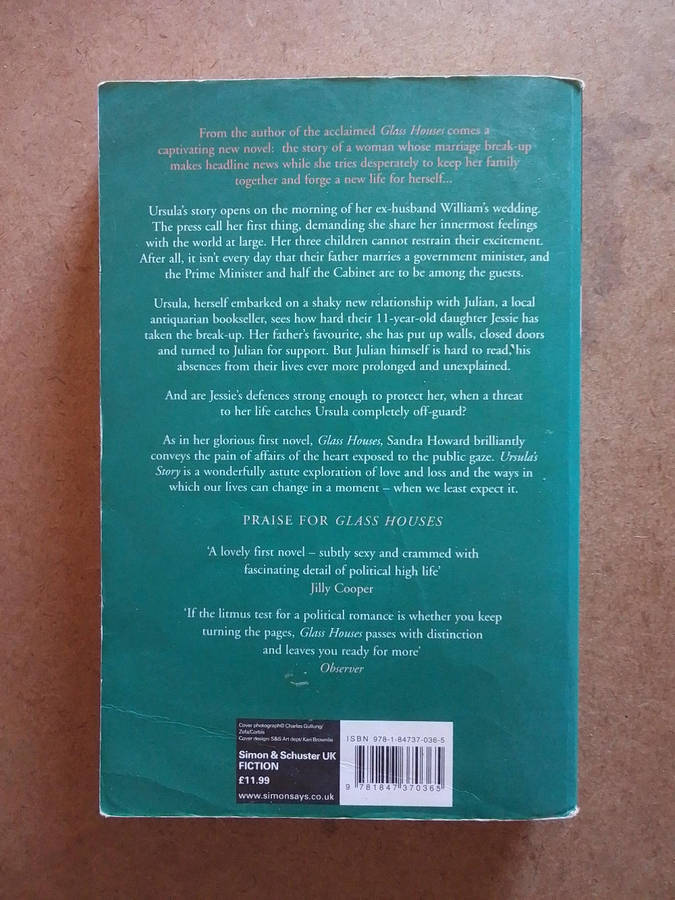 From the author of the acclaimed Glass Houses comes a
captivating new novel: the story of a woman whose marriage break-up
makes headline news while she tries desperately to keep her family
together and forge a new life for herself...
Ursula's story opens on the morning of her ex-husband William's wedding.
The press call her first thing, demanding she share her innermost feelings
with the world at large. Her three children cannot restrain their excitement.
After all, it isn't every day that their father marries a government minister, and
the Prime Minister and half the Cabinet are to be among the guests.
Ursula, herself embarked on a shaky new relationship with Julian, a local
antiquarian bookseller, sees how hard their 11-year-old daughter Jessie has
taken the break-up. Her father's favourite, she has put up walls, closed doors
and turned to Julian for support. But Julian himself is hard to read, his
absences from their lives ever more prolonged and unexplained.
And are Jessie's defences strong enough to protect her, when a threat
to her life catches Ursula completely off-guard?
As in her glorious first novel, Glass Houses, Sandra Howard brilliantly
conveys the pain of affairs of the heart exposed to the public gaze. Ursula's
Story is a wonderfully astute exploration of love and loss and the ways in
which our lives can change in a moment – when we least expect it.
PRAISE FOR GLASS HOUSES
'A lovely first novel – subtly sexy and crammed with
fascinating detail of political high life'
Jilly Cooper
'If the litmus test for a political romance is whether you keep
turning the pages, Glass Houses passes with distinction
and leaves you ready for more'
Observer
Cover photograph© Charles Gullung/
Zefa/Corbis
Cover design: S&S Art dept/ Kari Brownlie
Simon & Schuster UK
FICTION
£11.99
www.simonsays.co.uk
ISBN 978-1-84737-036-5
9 781847 370365